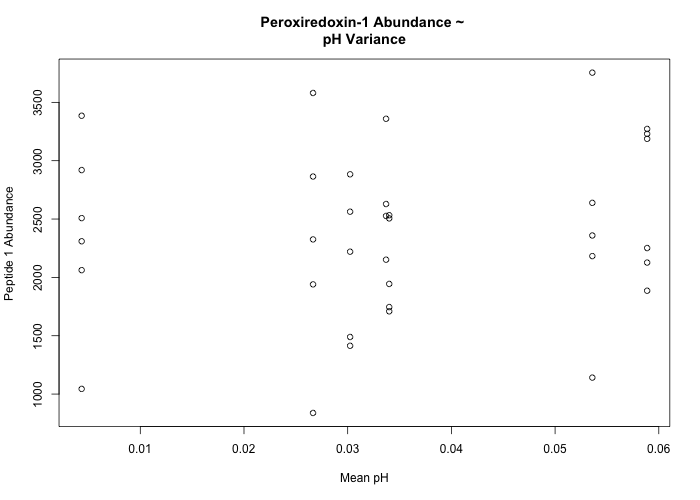 Peroxiredoxin-1 Abundance ~
pH Variance
3500
3000
2500
2000
1500
1000
Peptide 1 Abundance
0.01 0.02 0.03 0.04 0.05 0.06
Mean pH